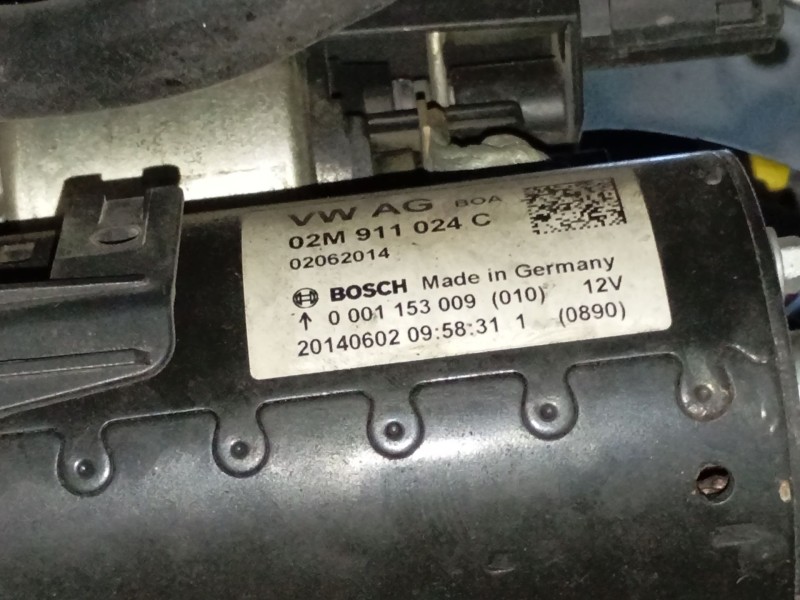 VW AG BOA
02M 911 024 C
02062014
BOSCH Made in Germany
↑ 0 001 153 009 (010) 12V
20140602 09:58:31 1 (0890)